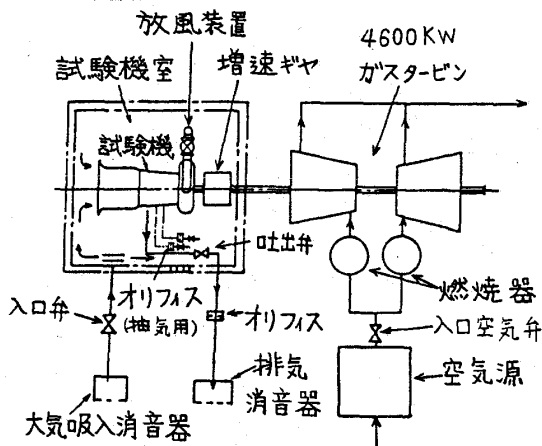 放風装置
4600KW
ガスタービン
試験機室
増速ギヤ
試験機
吐出弁
オリフィス
(抽気用)
オリフィス
入口弁
燃焼器
入口空気弁
排気
消音器
空気源
大気吸入消音器